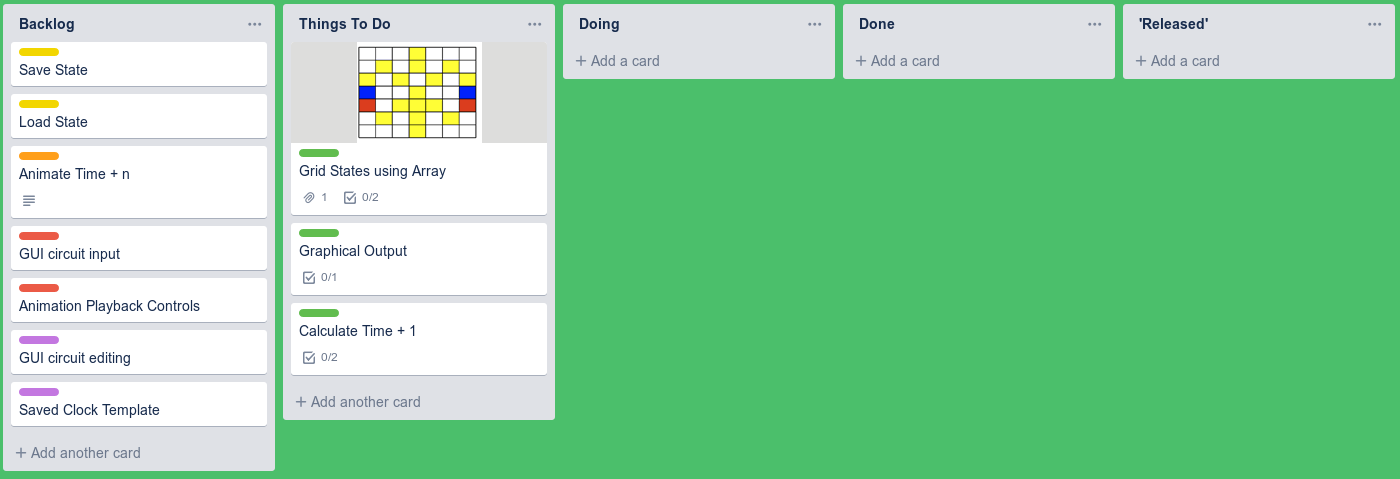 Backlog
Save State
Load State
Animate Time + n
GUI circuit input
Animation Playback Controls
GUI circuit editing
Saved Clock Template
+ Add another card
Things To Do
Grid States using Array
1 0/2
Graphical Output
0/1
Calculate Time + 1
0/2
+ Add another card
Doing
+ Add a card
Done
+ Add a card
'Released'
+ Add a card